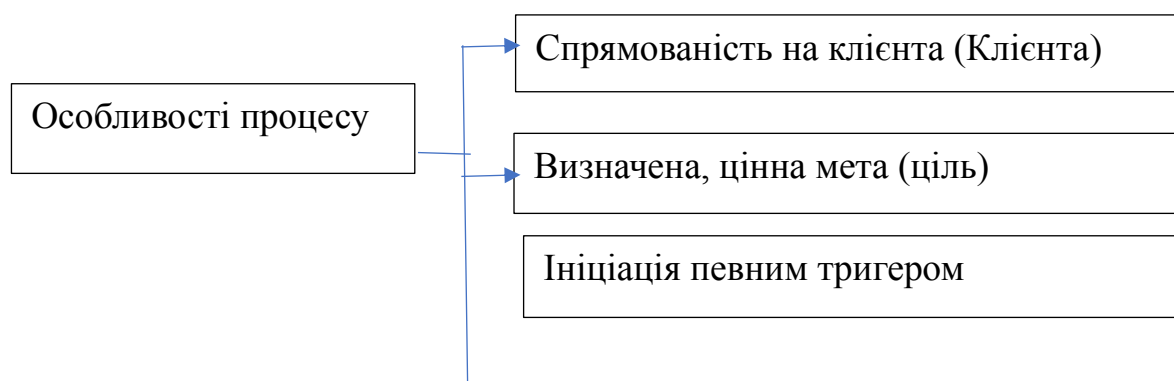 Спрямованість на клієнта (Клієнта)
Особливості процесу
Визначена, цінна мета (ціль)
Ініціація певним тригером